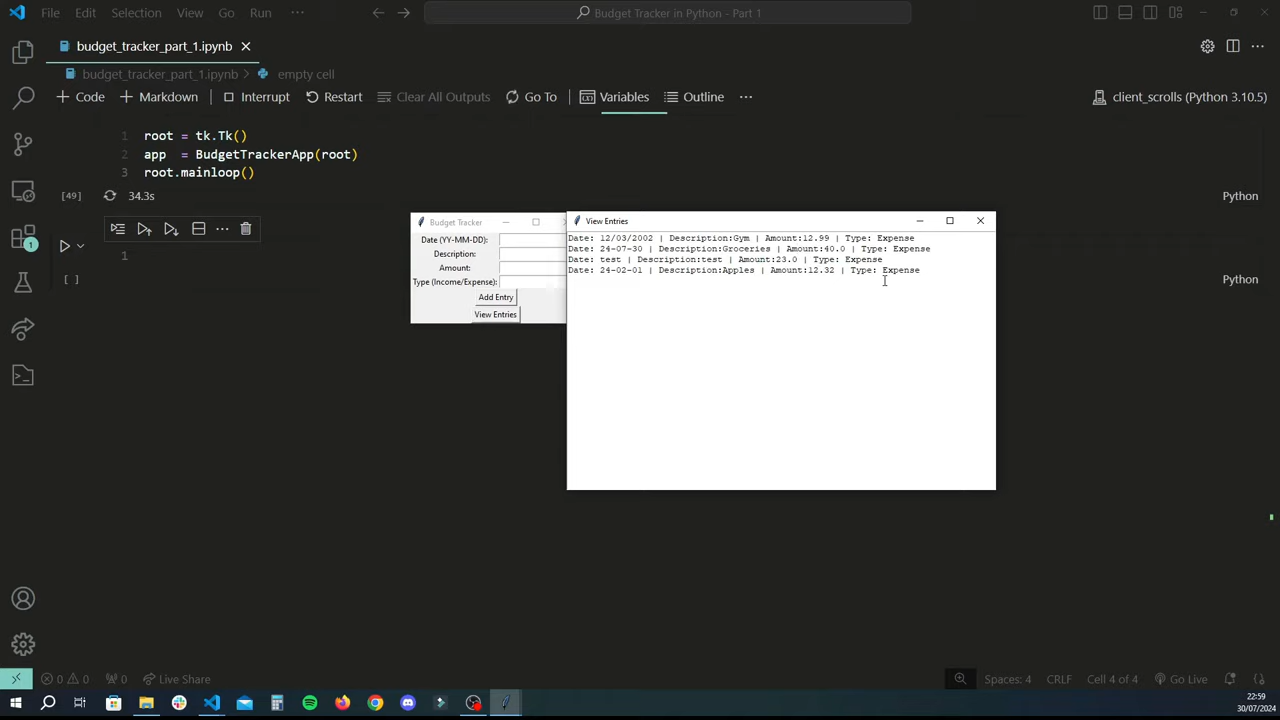 File Edit Selection View Go Run ...
Budget Tracker in Python - Part 1
budget_tracker_part_1.ipynb
budget_tracker_part_1.ipynb > empty cell
+ Code + Markdown Interrupt Restart Clear All Outputs Go To Variables Outline ... client_scrolls (Python 3.10.5)
1 root = tk.Tk()
2 app = BudgetTrackerApp(root)
3 root.mainloop()
[49] 34.3s Python
1
[ ] Python
Budget Tracker
Date (YY-MM-DD):
Description:
Amount:
Type (Income/Expense):
Add Entry
View Entries
View Entries
Date: 12/03/2002 | Description:Gym | Amount:12.99 | Type: Expense
Date: 24-07-30 | Description:Groceries | Amount:40.0 | Type: Expense
Date: test | Description:test | Amount:23.0 | Type: Expense
Date: 24-02-01 | Description:Apples | Amount:12.32 | Type: Expense
1
0 0 0 Live Share Spaces: 4 CRLF Cell 4 of 4 Go Live
22:59
30/07/2024